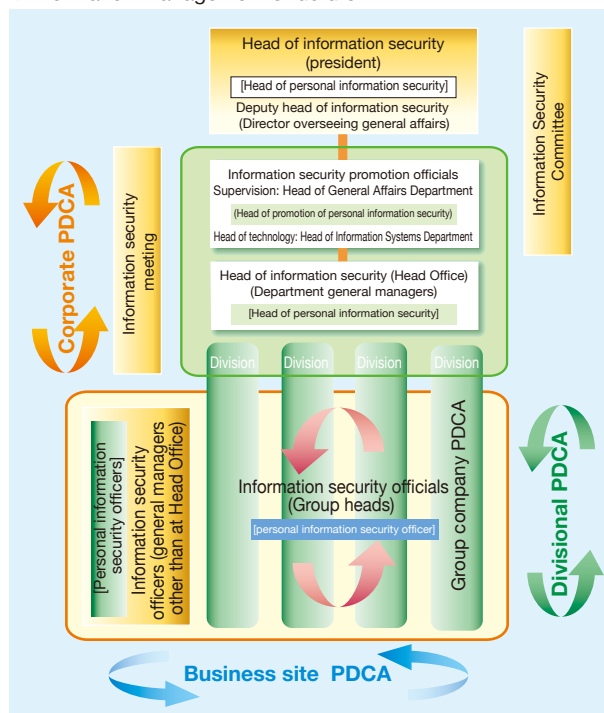 Head of information security
(president)
[Head of personal information security]
Deputy head of information security
(Director overseeing general affairs)
Information Security
Committee
Information security promotion officials
Supervision: Head of General Affairs Department
(Head of promotion of personal information security)
Head of technology: Head of Information Systems Department
Head of information security (Head Office)
(Department general managers)
[Head of personal information security]
Corporate PDCA
Information security
meeting
Division
Division
Division
Division
[Personal information
security officers]
Information security
officers (general managers
other than at Head Office)
Information security officials
(Group heads)
[personal information security officer]
Group company PDCA
Divisional PDCA
Business site PDCA